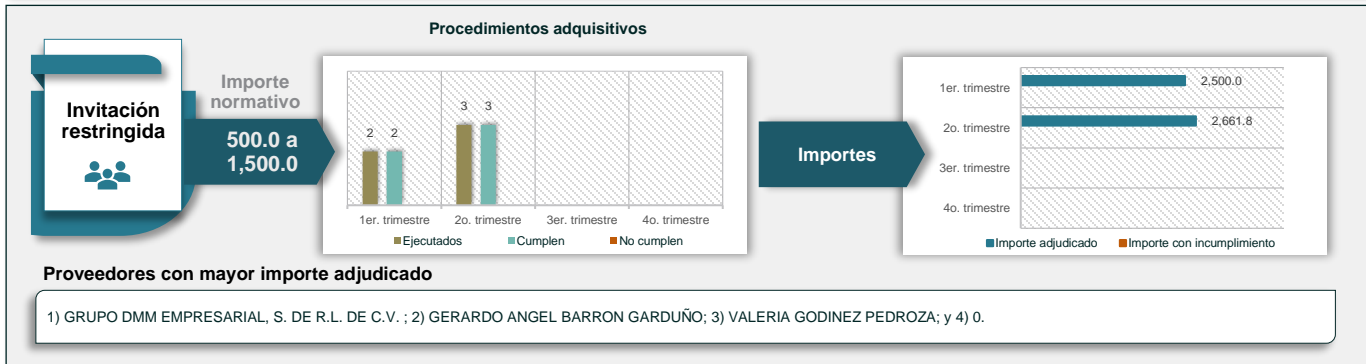 Procedimientos adquisitivos
Invitación
restringida
Importe
normativo
500.0 a
1,500.0
2 2
3 3
1er. trimestre 2o. trimestre 3er. trimestre 4o. trimestre
Ejecutados Cumplen No cumplen
Importes
1er. trimestre 2,500.0
2o. trimestre 2,661.8
3er. trimestre
4o. trimestre
Importe adjudicado Importe con incumplimiento
Proveedores con mayor importe adjudicado
1) GRUPO DMM EMPRESARIAL, S. DE R.L. DE C.V. ; 2) GERARDO ANGEL BARRON GARDUÑO; 3) VALERIA GODINEZ PEDROZA; y 4) 0.